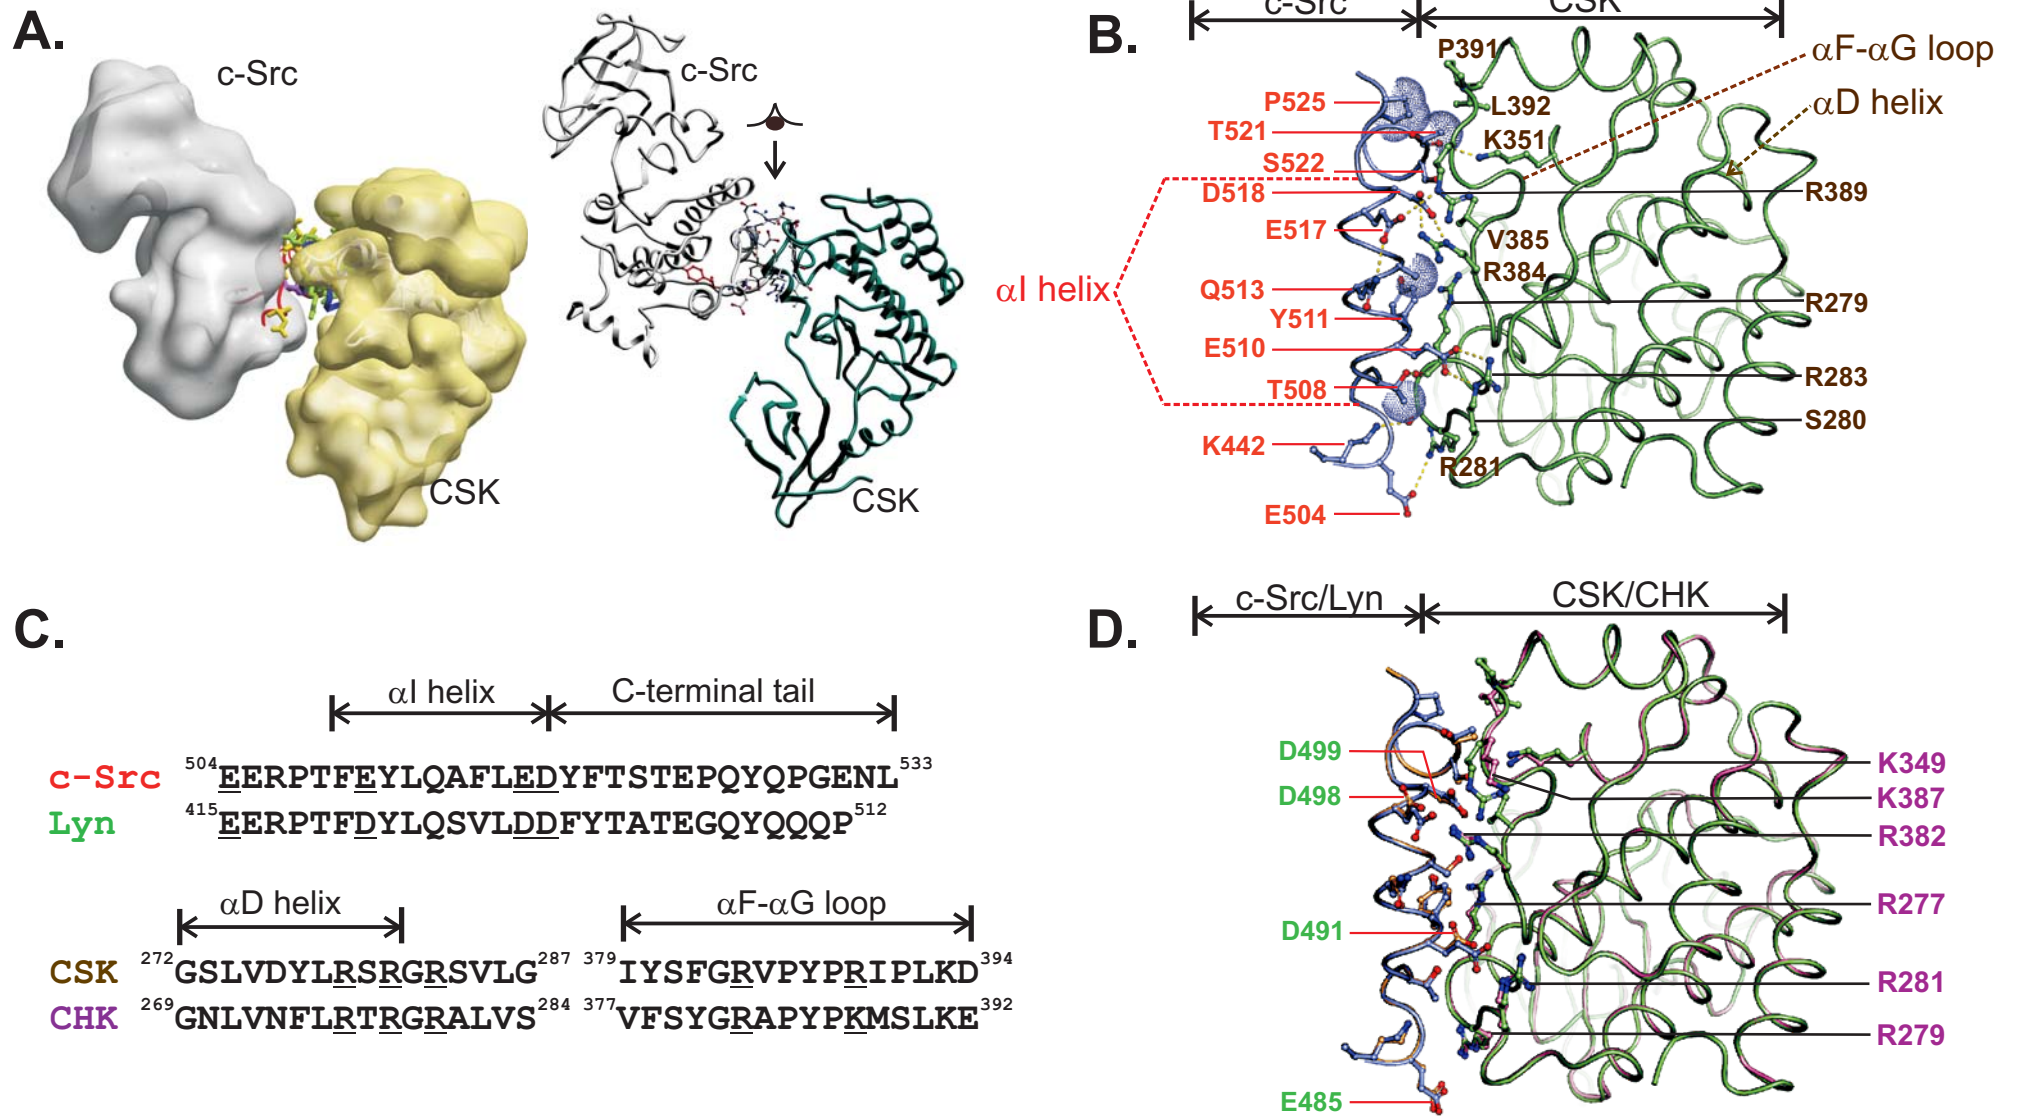 A.
c-Src
CSK
c-Src
CSK
B.
c-Src
CSK
αF-αG loop
αD helix
αI helix
P525
T521
S522
D518
E517
Q513
Y511
E510
T508
K442
E504
P391
L392
K351
R389
V385
R384
R279
R283
S280
R281
C.
αI helix
C-terminal tail
c-Src 504EERPTFEYLQAFLEDYFTSTEPQYQPGENL533
Lyn 415EERPTFDYLQSVLDDFYTATEGQYQQQP512
αD helix
αF-αG loop
CSK 272GSLVDYLRSRGRSVLG287 379IYSFGRVPYPRIPLKD394
CHK 269GNLVNFLRTRGRALVS284 377VFSYGRAPYPKMSLKE392
D.
c-Src/Lyn
CSK/CHK
D499
D498
D491
E485
K349
K387
R382
R277
R281
R279